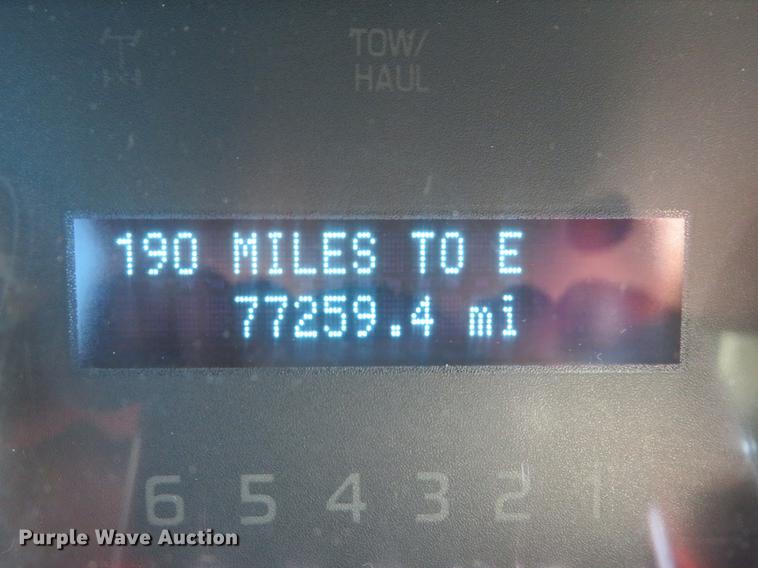 TOW/
HAUL
190 MILES TO E
77259.4 mi
6 5 4 3 2 1
Purple Wave Auction